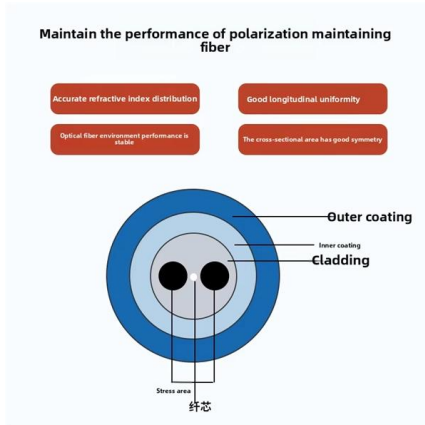 Maintain the performance of polarization maintaining
fiber
Accurate refractive index distribution
Good longitudinal uniformity
Optical fiber environment performance is
stable
The cross-sectional area has good symmetry
Outer coating
Inner coating
Cladding
Stress area
纤芯